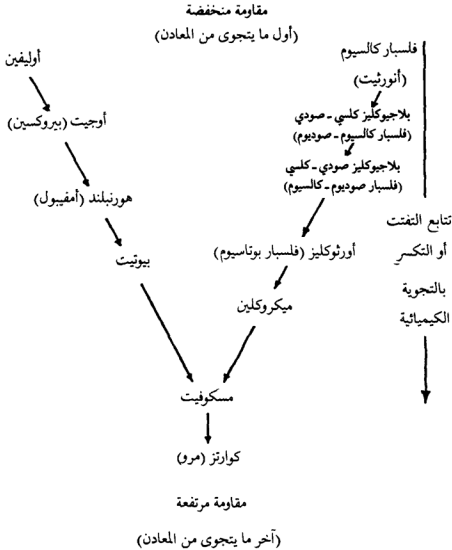 مقاومة منخفضة
(أول ما يتجوى من المعادن)
فلسبار كالسيوم
(أنورثيت)
أوليفين
بلاجيوكليز كلسي - صودي
(فلسبار كالسيوم - صوديوم)
أوجيت (بيروكسين)
بلاجيوكليز صودي - كلسي
(فلسبار صوديوم - كالسيوم)
هورنبلند (أمفيبول)
تتابع التفتت
أو التكسر
بالتجوية
الكيميائية
أورثوكليز (فلسبار بوتاسيوم)
بيوتيت
ميكروكلين
مسكوفيت
كوارتز (مرو)
مقاومة مرتفعة
(آخر ما يتجوى من المعادن)